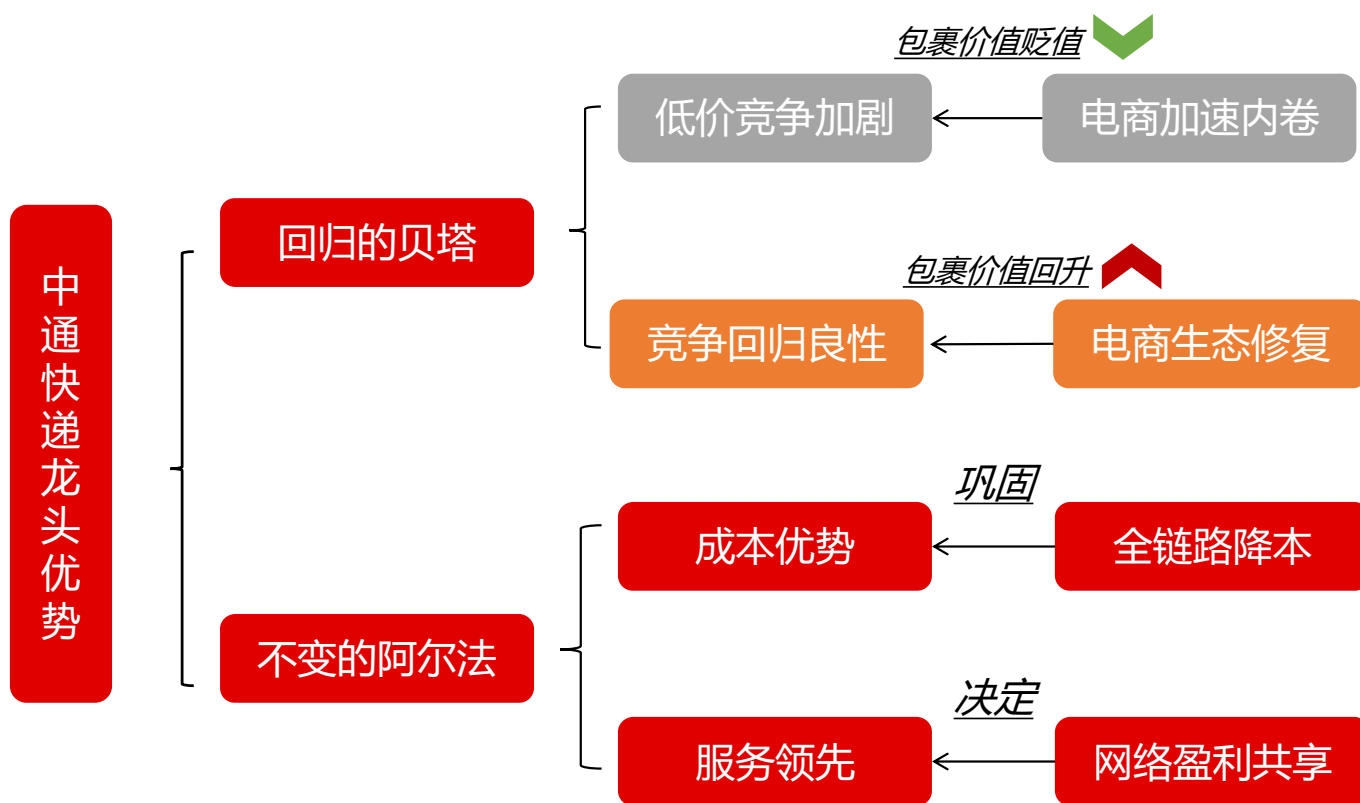 包裹价值贬值
低价竞争加剧
电商加速内卷
中通快递龙头优势
回归的贝塔
包裹价值回升
竞争回归良性
电商生态修复
巩固
成本优势
全链路降本
不变的阿尔法
决定
服务领先
网络盈利共享